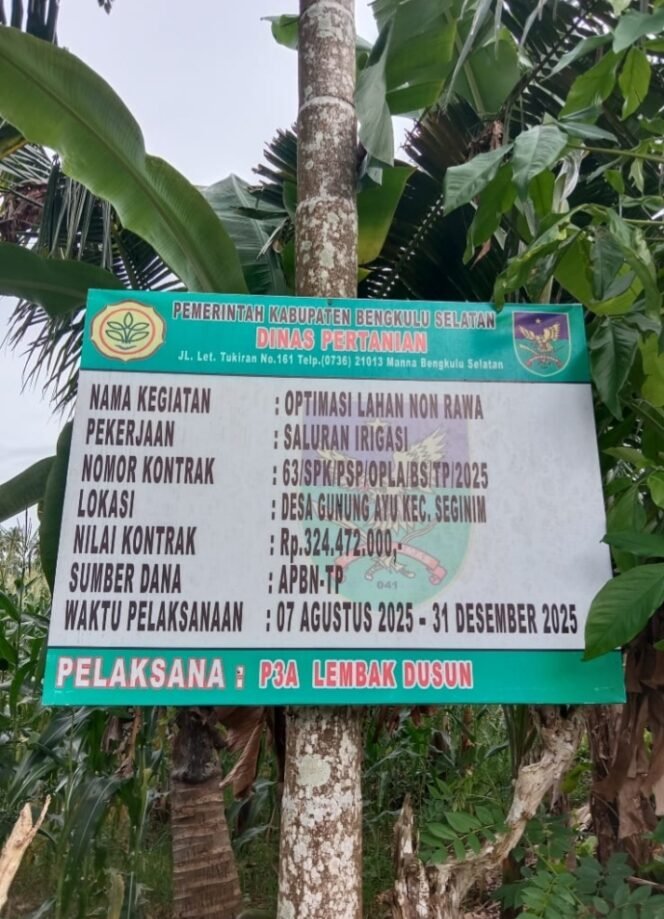 PEMERINTAH KABUPATEN BENGKULU SELATAN
DINAS PERTANIAN
JL. Let. Tukiran No.161 Telp.(0736) 21013 Manna Bengkulu Selatan
NAMA KEGIATAN : OPTIMASI LAHAN NON RAWA
PEKERJAAN : SALURAN IRIGASI
NOMOR KONTRAK : 63/SPK/PSP/OPLA/BS/TP/2025
LOKASI : DESA GUNUNG AYU KEC. SEGINIM
NILAI KONTRAK : Rp.324.472.000,-
SUMBER DANA : APBN-TP
041
WAKTU PELAKSANAAN : 07 AGUSTUS 2025 - 31 DESEMBER 2025
PELAKSANA : P3A LEMBAK DUSUN